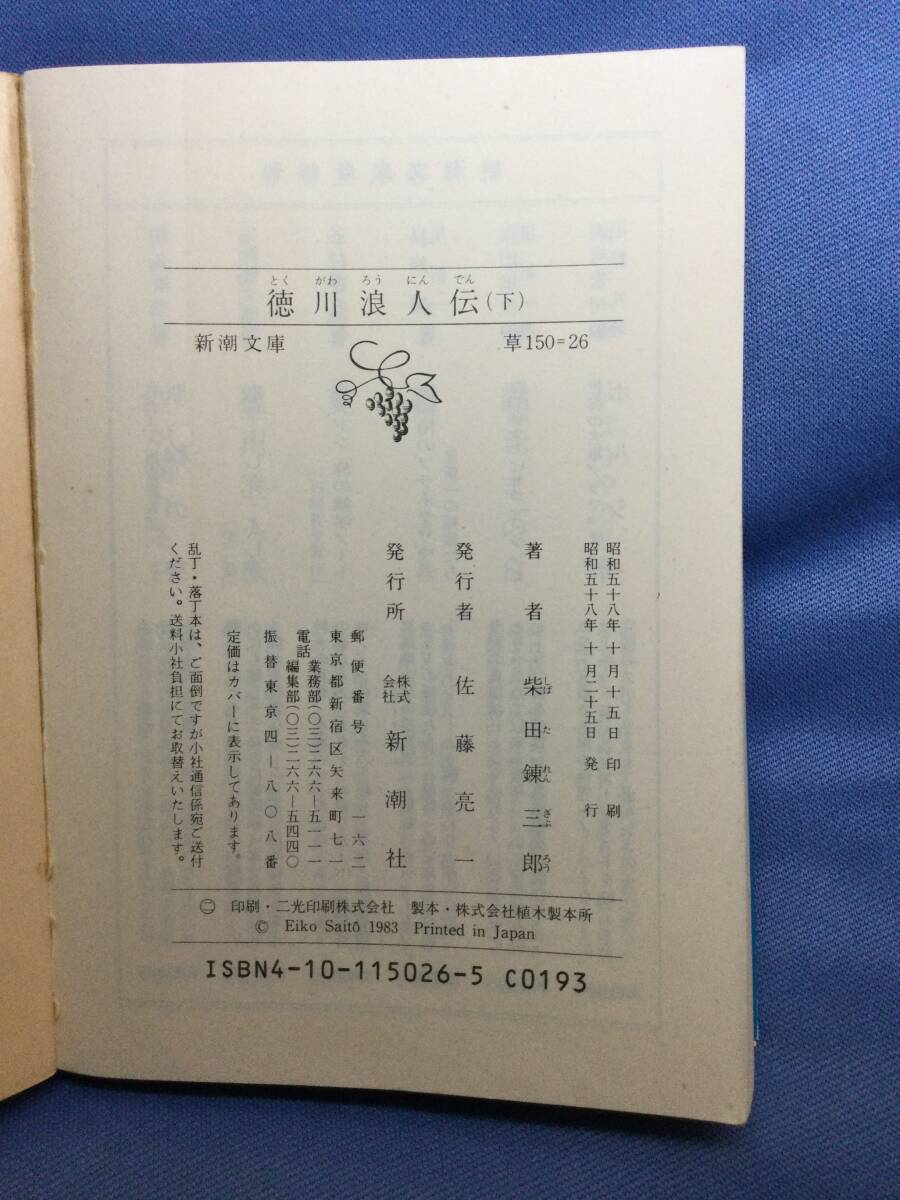 とくがわろうにんでん
徳川浪人伝(下)
新潮文庫 草150=26
昭和五十八年 十 月 十 五 日 印 刷
昭和五十八年 十 月二十五日 発 行
著者 柴田錬三郎
しばたれんざぶろう
発行者 佐藤亮一
発行所 株式会社 新潮社
郵便番号 一六二
東京都新宿区矢来町七一
電話 業務部(〇三)二六六―五一一一
編集部(〇三)二六六―五四四〇
振替東京四―八〇八番
定価はカバーに表示してあります。
乱丁・落丁本は、ご面倒ですが小社通信係宛ご送付
ください。送料小社負担にてお取替えいたします。
㊁ 印刷・二光印刷株式会社 製本・株式会社植木製本所
© Eiko Saitō 1983 Printed in Japan
ISBN4-10-115026-5 C0193